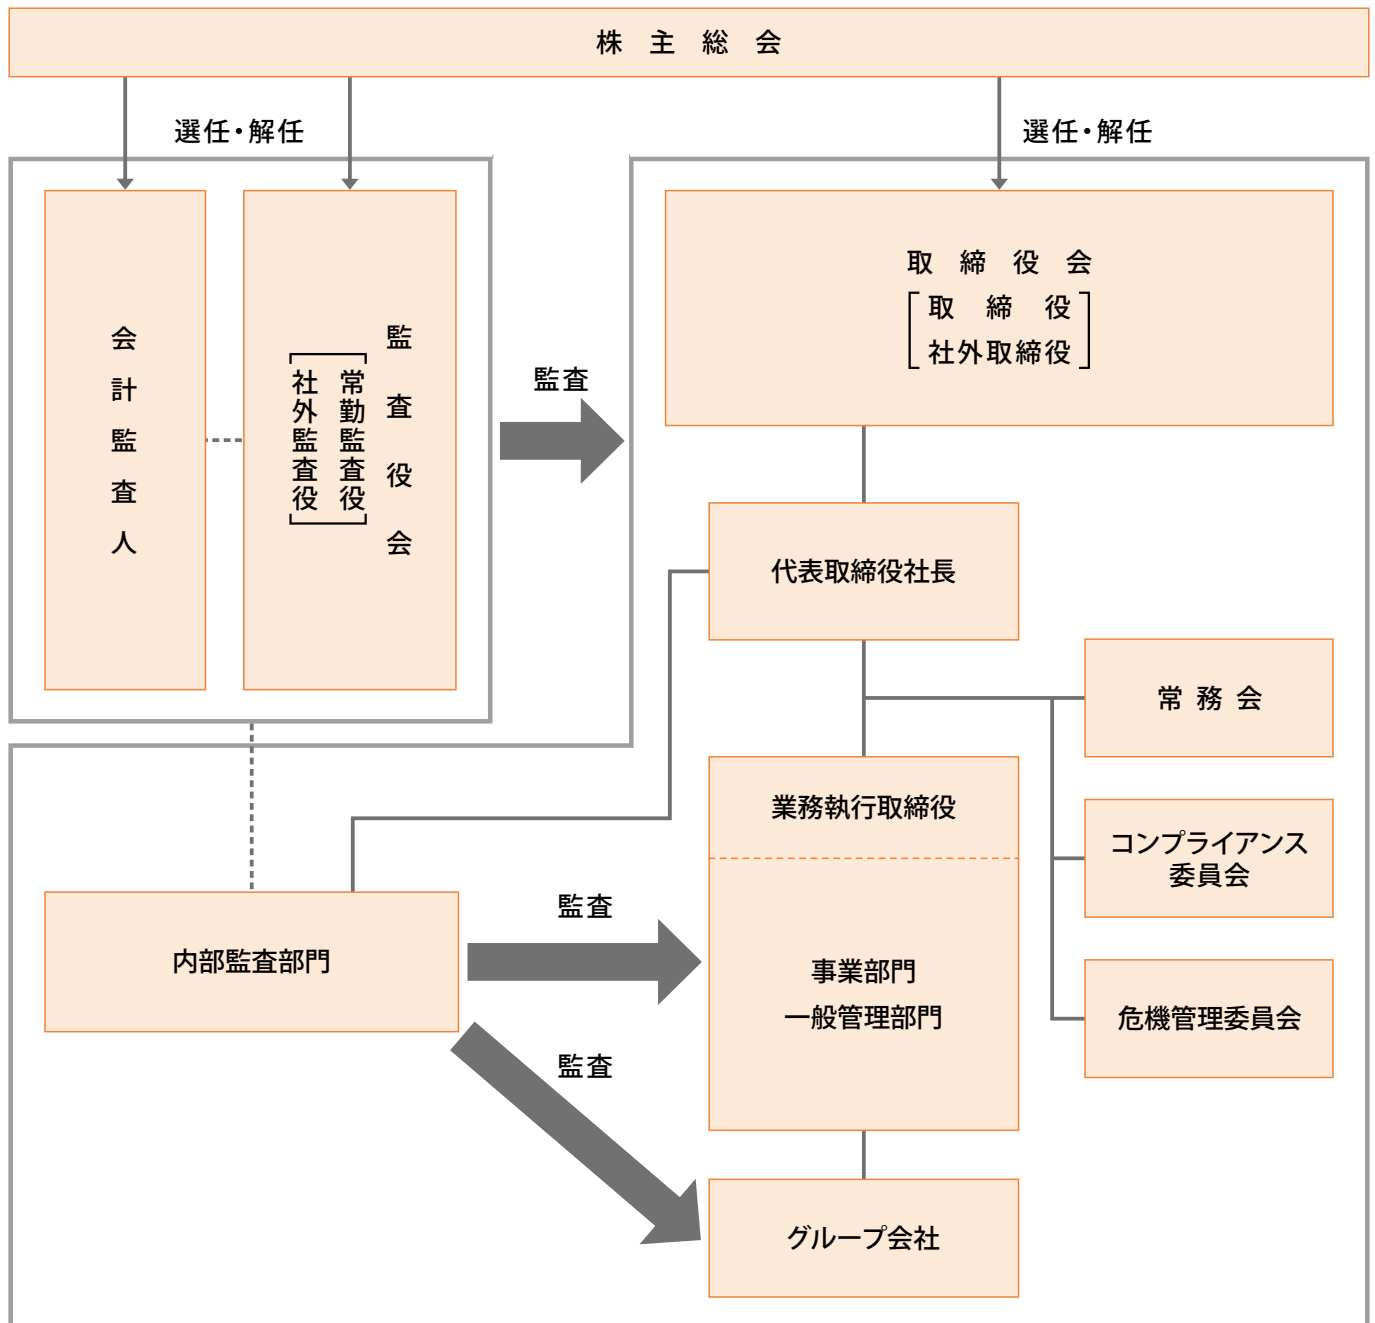 株主総会
選任・解任
選任・解任
会計監査人
監査役会
常勤監査役
社外監査役
監査
取締役会
取締役
社外取締役
代表取締役社長
常務会
業務執行取締役
コンプライアンス
委員会
監査
内部監査部門
事業部門
一般管理部門
危機管理委員会
監査
グループ会社